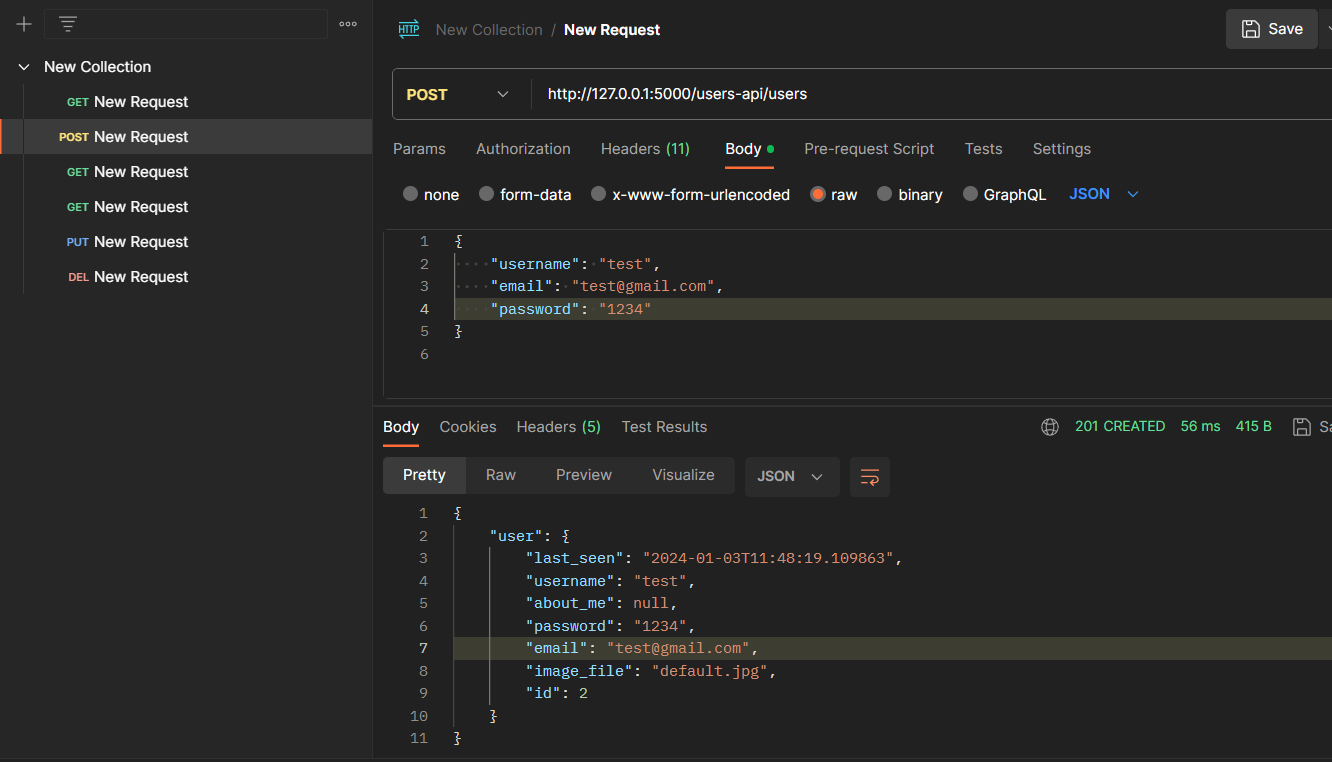 New Collection
GET New Request
POST New Request
GET New Request
GET New Request
PUT New Request
DEL New Request
HTTP New Collection / New Request
Save
POST http://127.0.0.1:5000/users-api/users
Params Authorization Headers (11) Body Pre-request Script Tests Settings
none form-data x-www-form-urlencoded raw binary GraphQL JSON
1 {
2 "username": "test",
3 "email": "test@gmail.com",
4 "password": "1234"
5 }
6
Body Cookies Headers (5) Test Results 201 CREATED 56 ms 415 B Sa
Pretty Raw Preview Visualize JSON
1 {
2 "user": {
3 "last_seen": "2024-01-03T11:48:19.109863",
4 "username": "test",
5 "about_me": null,
6 "password": "1234",
7 "email": "test@gmail.com",
8 "image_file": "default.jpg",
9 "id": 2
10 }
11 }